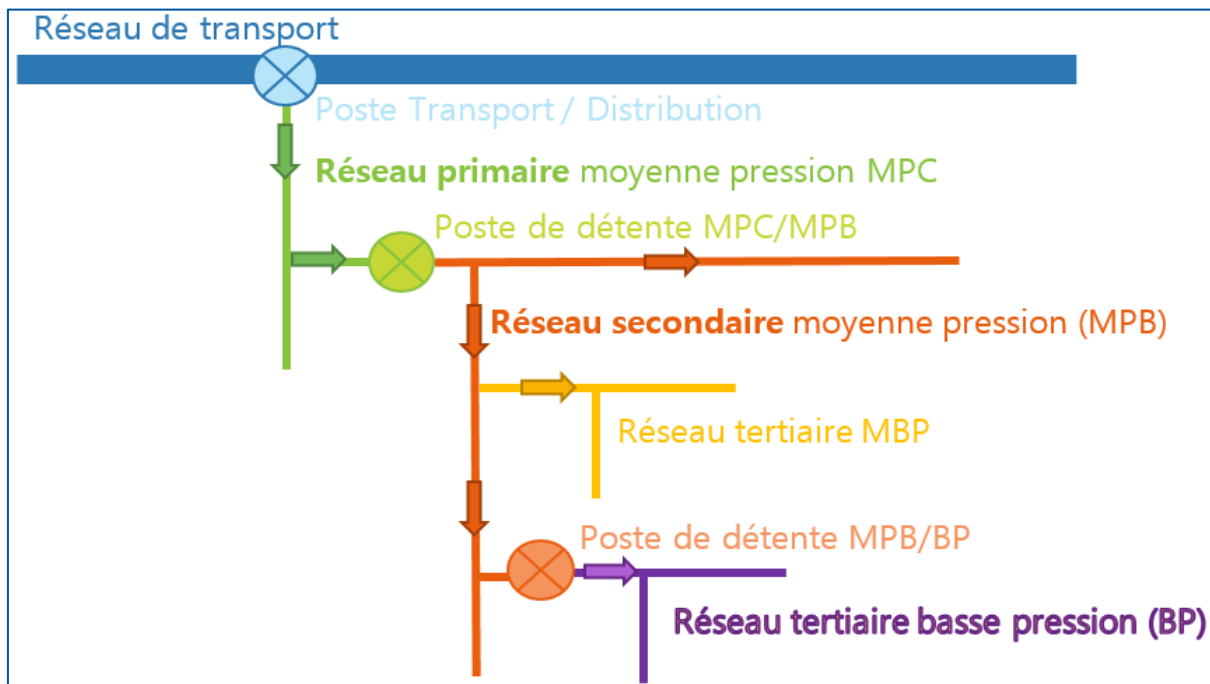 Réseau de transport
Poste Transport / Distribution
Réseau primaire moyenne pression MPC
Poste de détente MPC/MPB
Réseau secondaire moyenne pression (MPB)
Réseau tertiaire MBP
Poste de détente MPB/BP
Réseau tertiaire basse pression (BP)